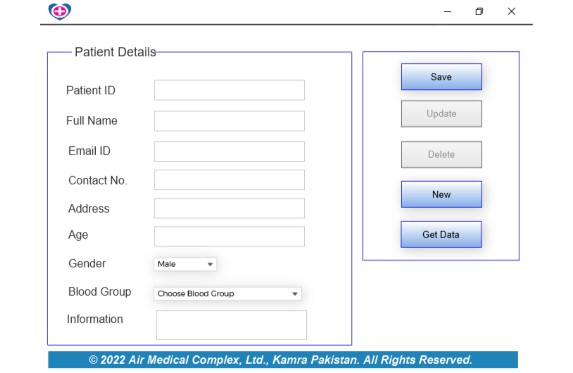 Patient Details
Patient ID
Full Name
Email ID
Contact No.
Address
Age
Gender
Male
Blood Group
Choose Blood Group
Information
Save
Update
Delete
New
Get Data
© 2022 Air Medical Complex, Ltd., Kamra Pakistan. All Rights Reserved.